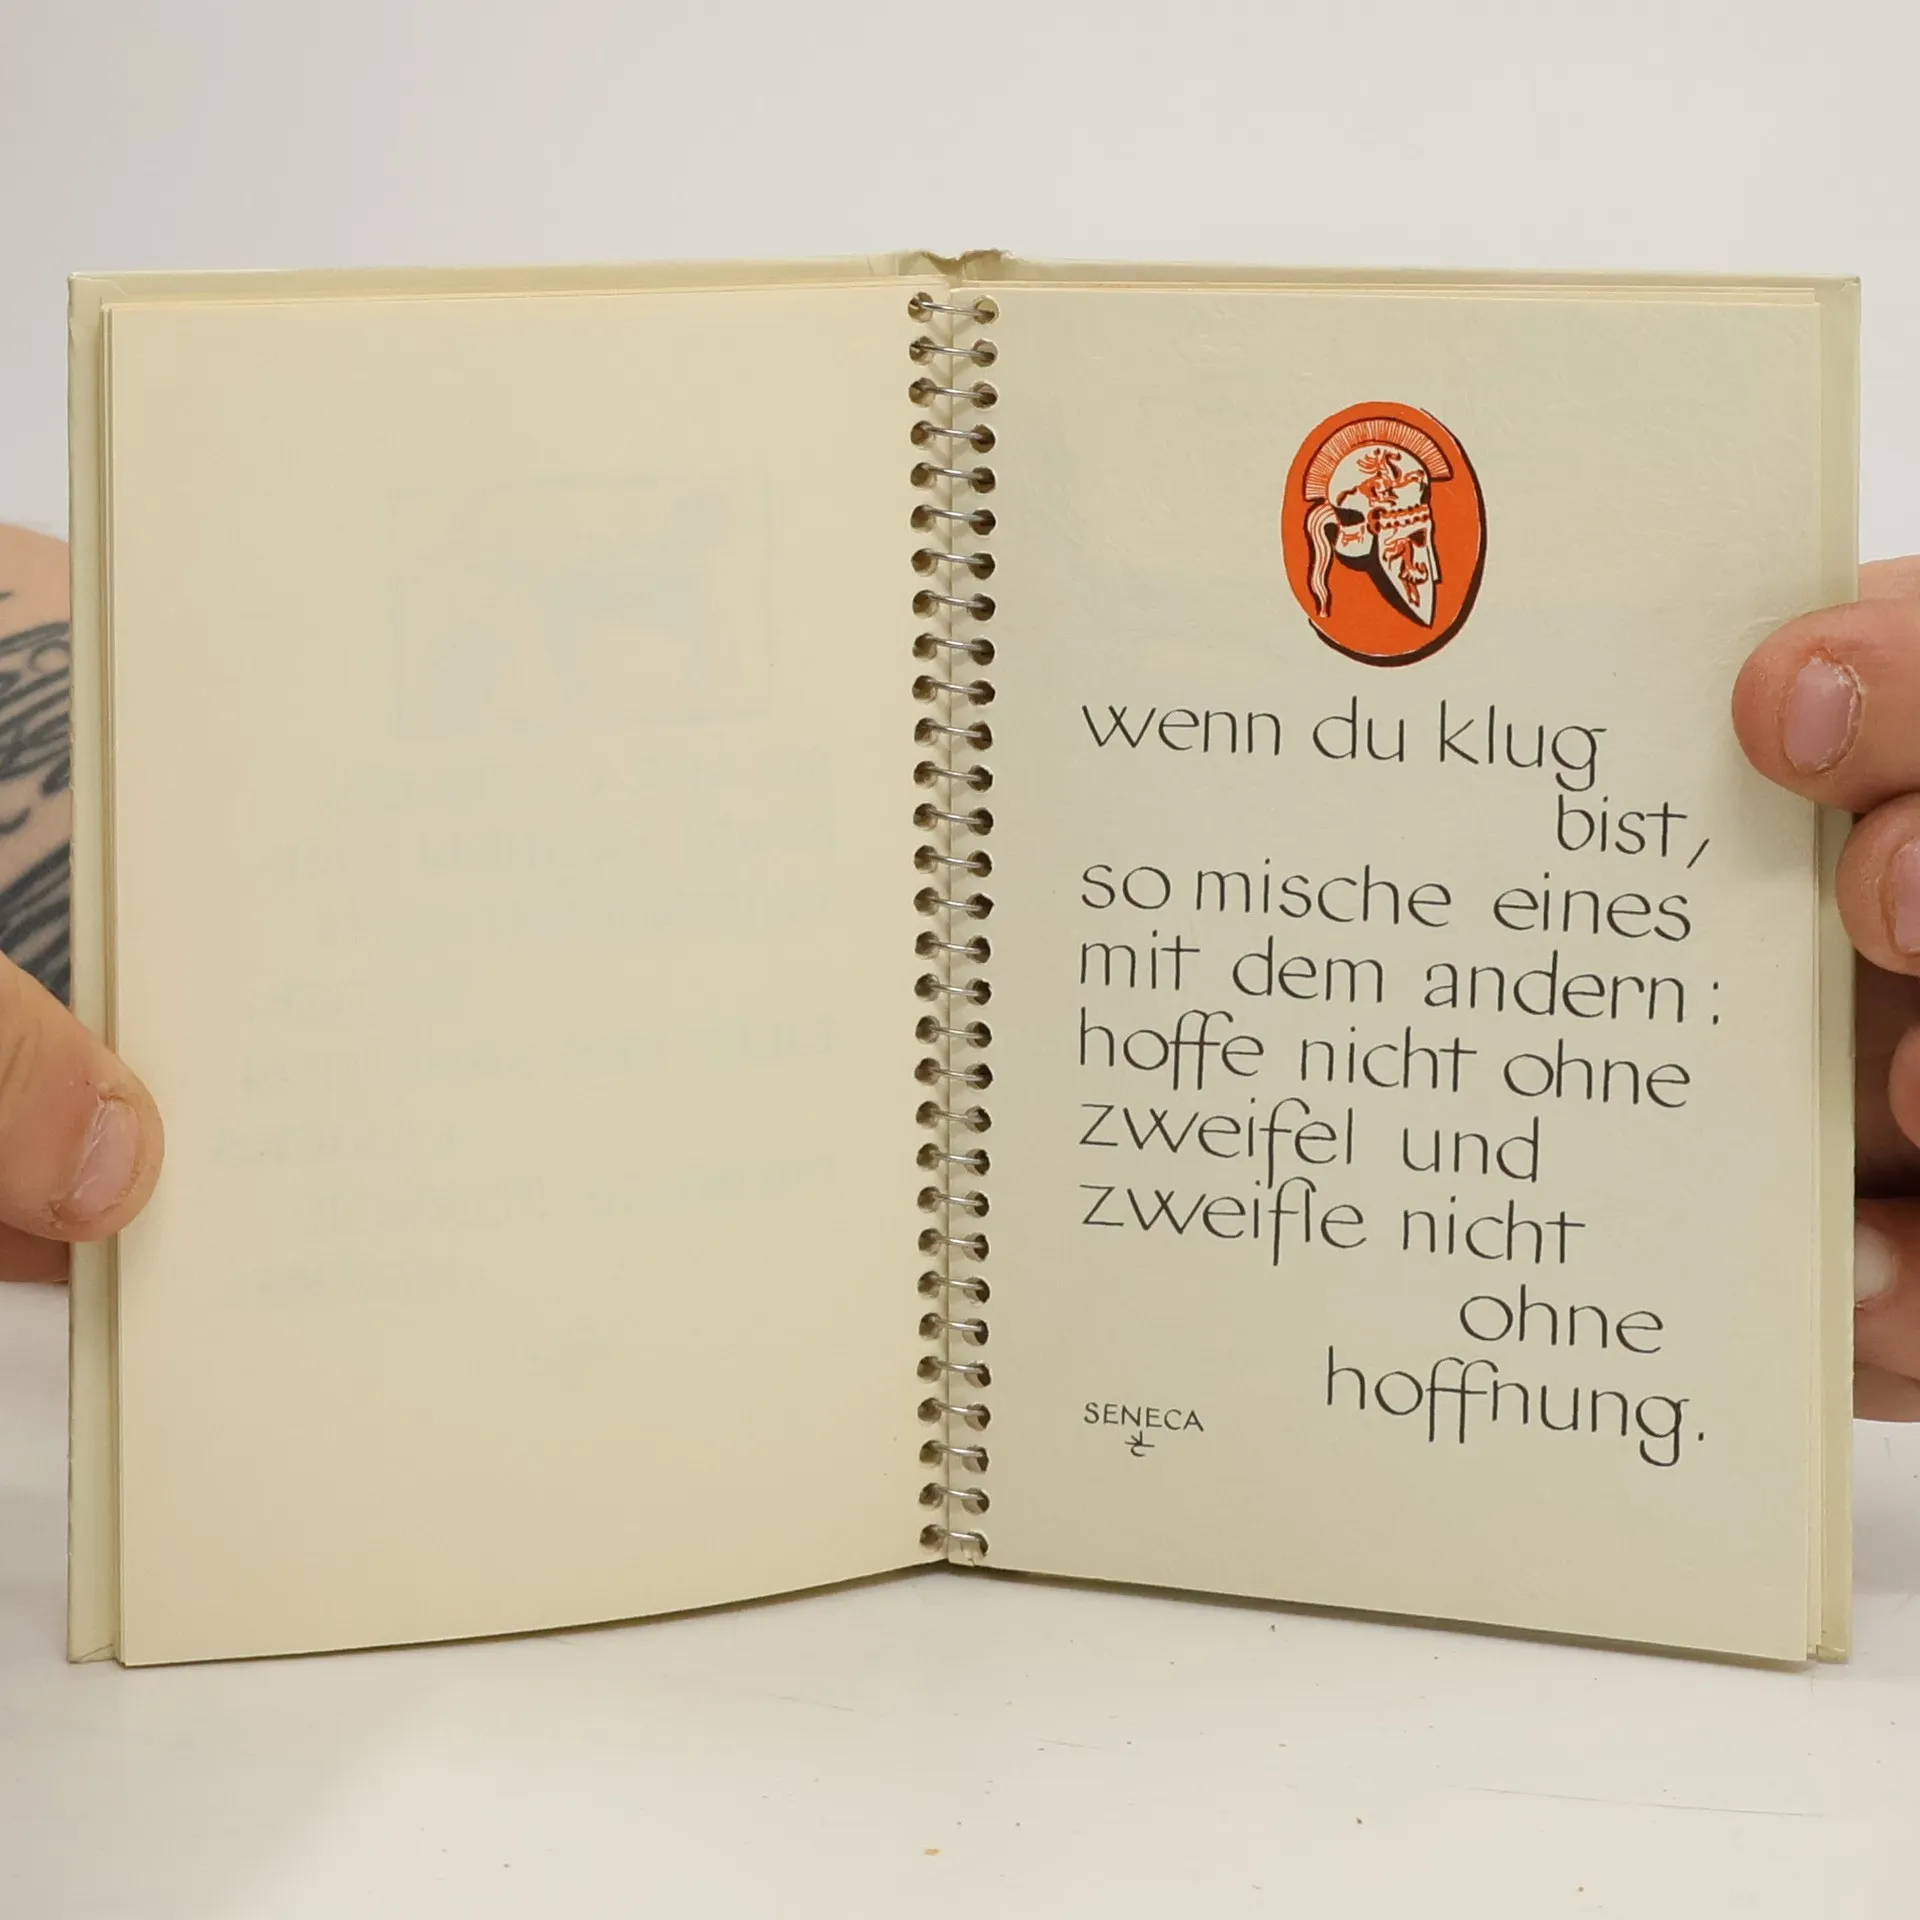 wenn du klug
bist,
so mische eines
mit dem andern:
hoffe nicht ohne
zweifel und
zweifle nicht
ohne
hoffnung.
SENECA